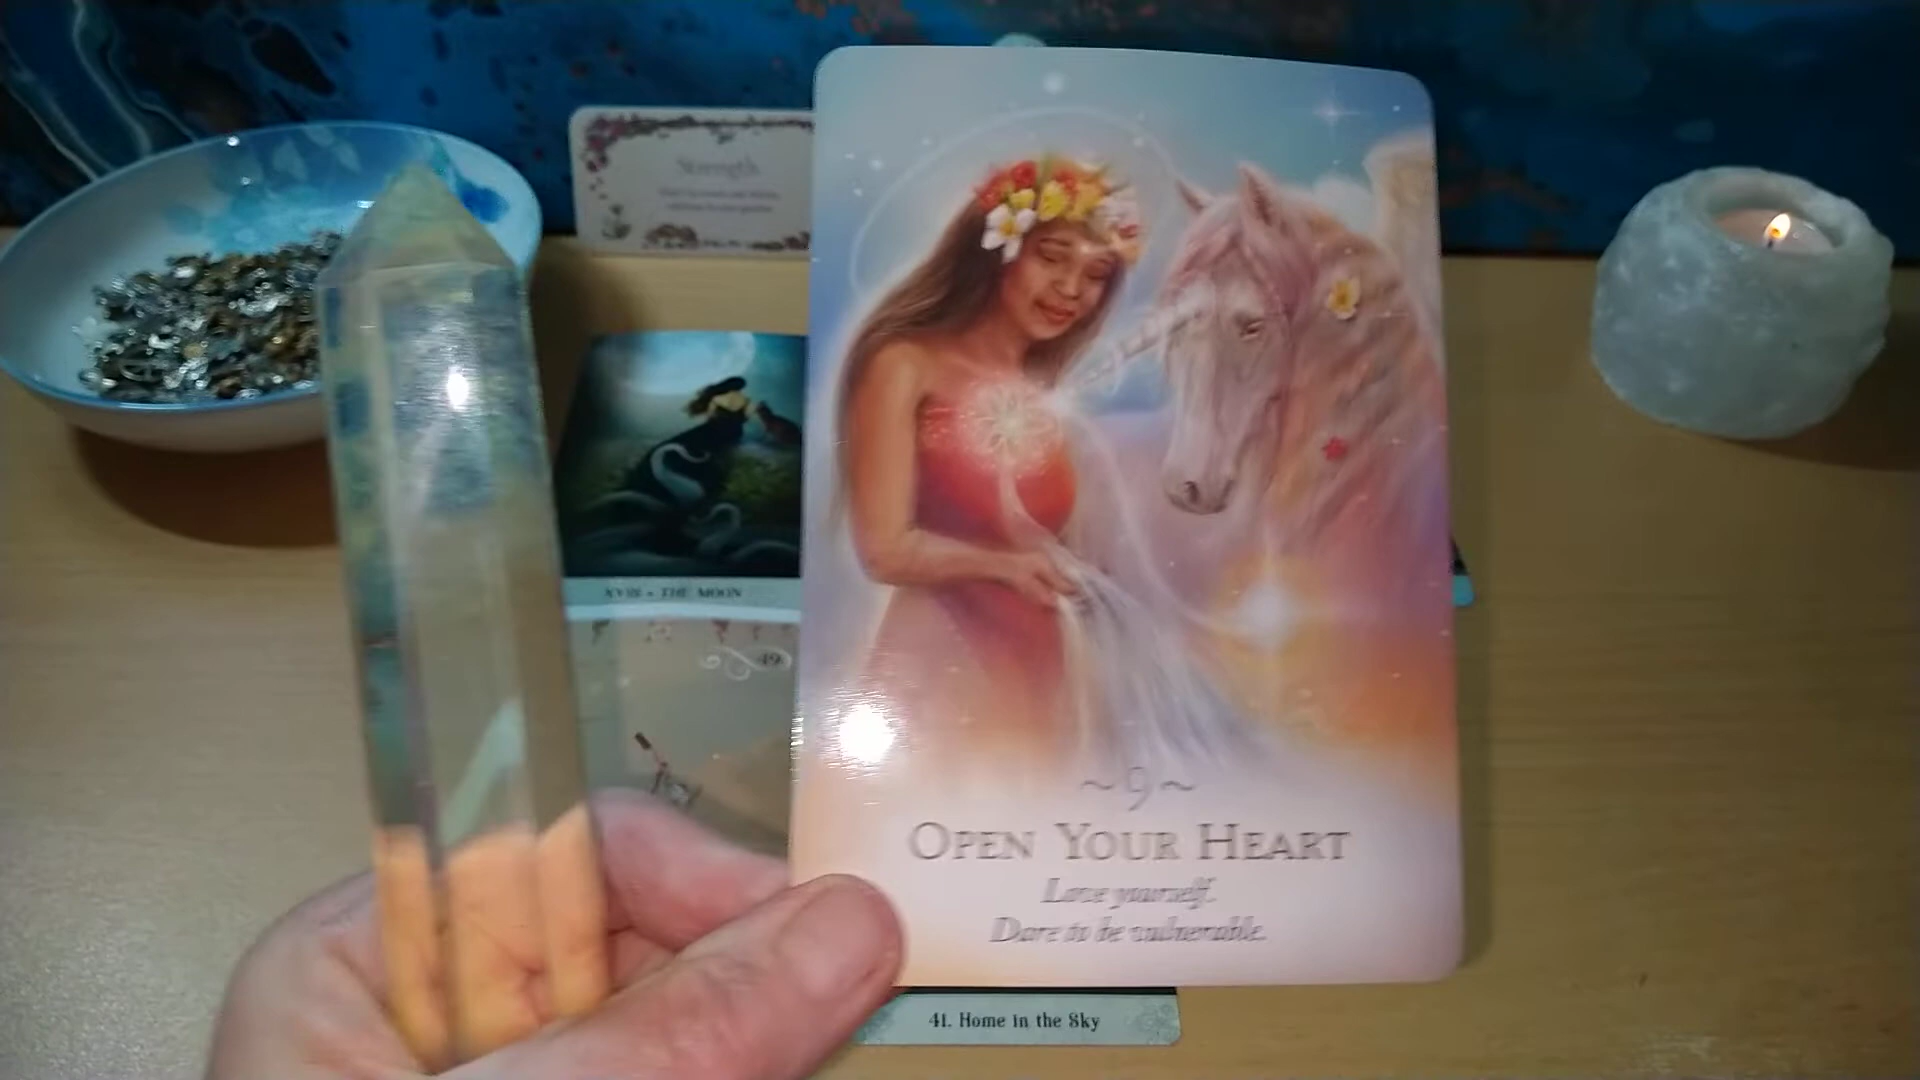 Strength
XVIII - THE MOON
49
~ 9 ~
OPEN YOUR HEART
Love yourself.
Dare to be vulnerable.
41. Home in the Sky